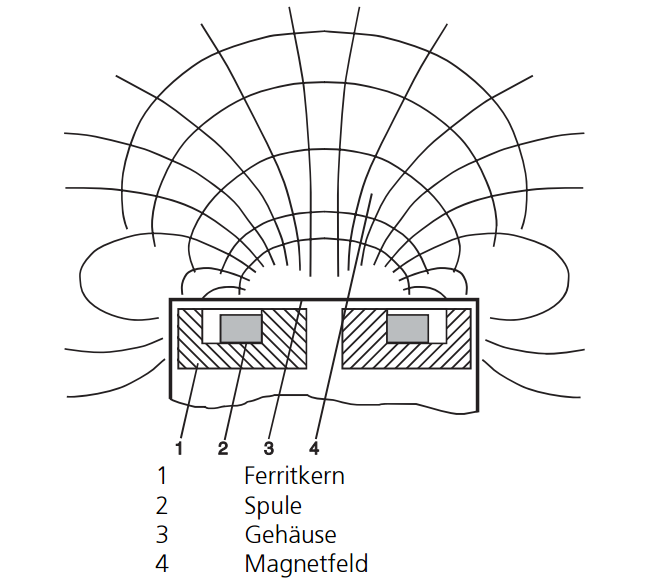 1 2 3 4
1 Ferritkern
2 Spule
3 Gehäuse
4 Magnetfeld